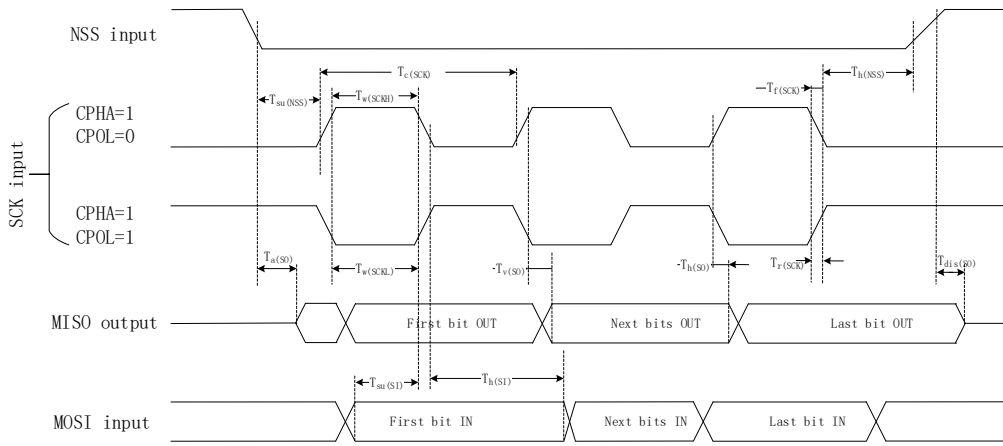 NSS input
Tc(SCK)
Th(NSS)
Tsu(NSS)
Tw(SCKH)
Tf(SCK)
SCK input
CPHA=1
CPOL=0
CPHA=1
CPOL=1
Ta(SO)
Tw(SCKL)
Tv(SO)
Th(SO)
Tr(SCK)
Tdis(SO)
MISO output
First bit OUT
Next bits OUT
Last bit OUT
Tsu(SI)
Th(SI)
MOSI input
First bit IN
Next bits IN
Last bit IN